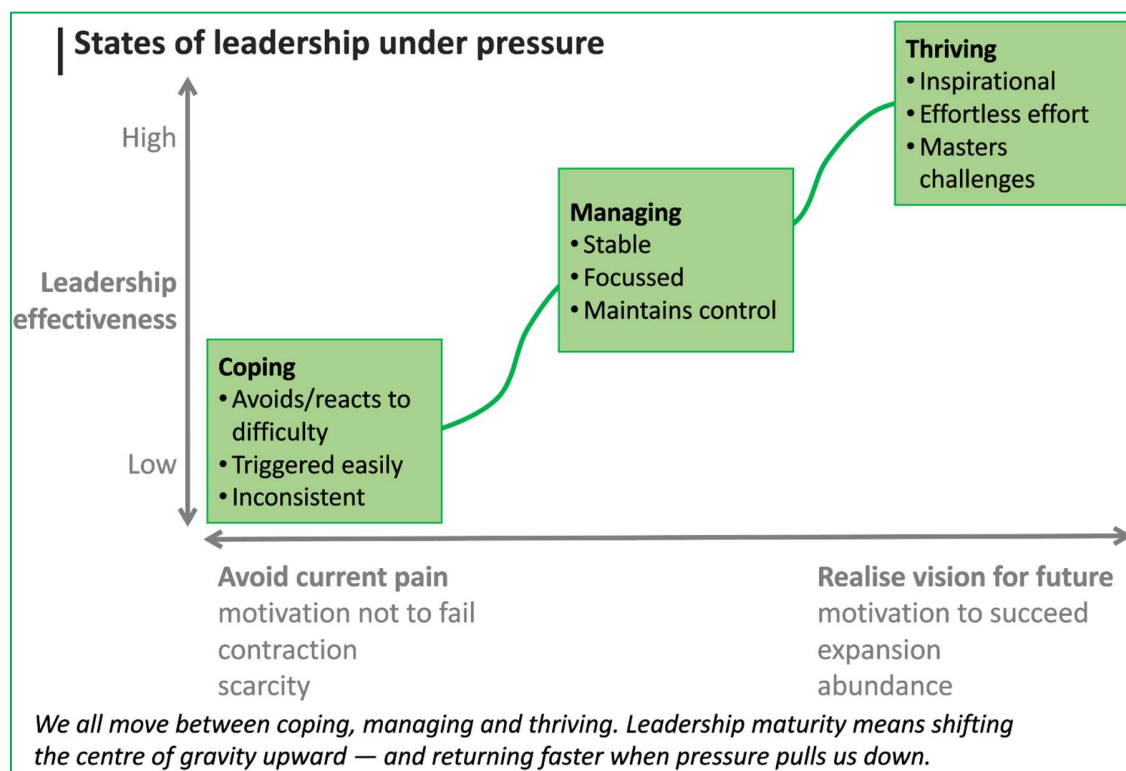 States of leadership under pressure
High
Leadership
effectiveness
Low
Coping
• Avoids/reacts to
difficulty
• Triggered easily
• Inconsistent
Managing
• Stable
• Focussed
• Maintains control
Thriving
• Inspirational
• Effortless effort
• Masters
challenges
Avoid current pain
motivation not to fail
contraction
scarcity
Realise vision for future
motivation to succeed
expansion
abundance
We all move between coping, managing and thriving. Leadership maturity means shifting
the centre of gravity upward — and returning faster when pressure pulls us down.